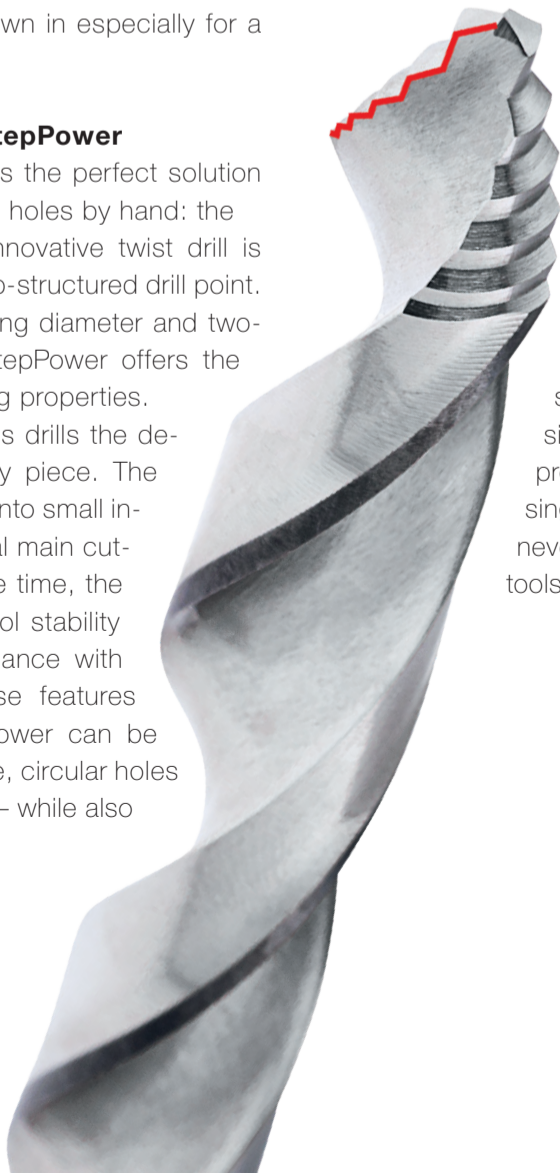 wn in especially for a
tepPower
s the perfect solution
holes by hand: the
nnovative twist drill is
-structured drill point.
ng diameter and two-
tepPower offers the
g properties.
s drills the de-
y piece. The
nto small in-
l main cut-
e time, the
ol stability
ance with
se features
ower can be
e, circular holes
– while also
s
si
pr
sin
nev
tools